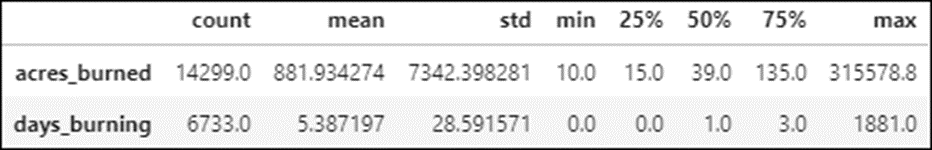 count mean std min 25% 50% 75% max
acres_burned 14299.0 881.934274 7342.398281 10.0 15.0 39.0 135.0 315578.8
days_burning 6733.0 5.387197 28.591571 0.0 0.0 1.0 3.0 1881.0